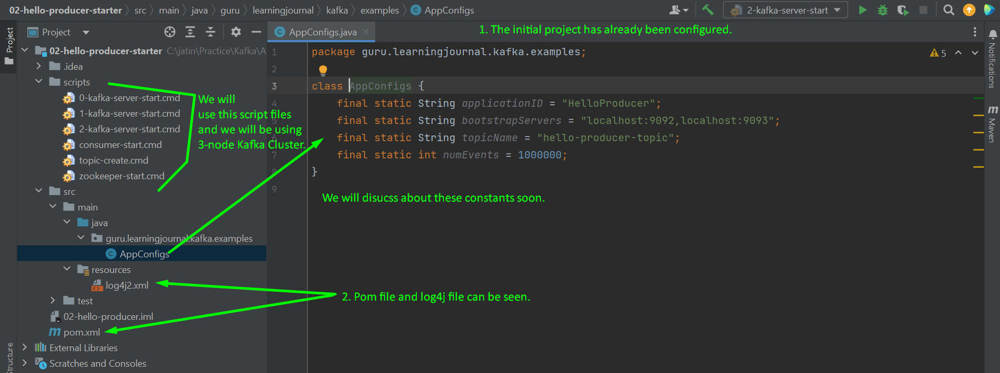 02-hello-producer-starter > src > main > java > guru > learningjournal > kafka > examples > AppConfigs
2-kafka-server-start
Project
AppConfigs.java
1. The initial project has already been configured.
Project
02-hello-producer-starter C:\jatin\Practice\Kafka\A
.idea
scripts
0-kafka-server-start.cmd
1-kafka-server-start.cmd
2-kafka-server-start.cmd
consumer-start.cmd
topic-create.cmd
zookeeper-start.cmd
src
main
java
guru.learningjournal.kafka.examples
AppConfigs
resources
log4j2.xml
test
02-hello-producer.iml
pom.xml
External Libraries
Scratches and Consoles
Structure
We will
use this script files
and we will be using
3-node Kafka Cluster.
1 package guru.learningjournal.kafka.examples;
2
3 class AppConfigs {
4 final static String applicationID = "HelloProducer";
5 final static String bootstrapServers = "localhost:9092,localhost:9093";
6 final static String topicName = "hello-producer-topic";
7 final static int numEvents = 1000000;
8 }
9
5
We will disucss about these constants soon.
2. Pom file and log4j file can be seen.
Notifications
Maven